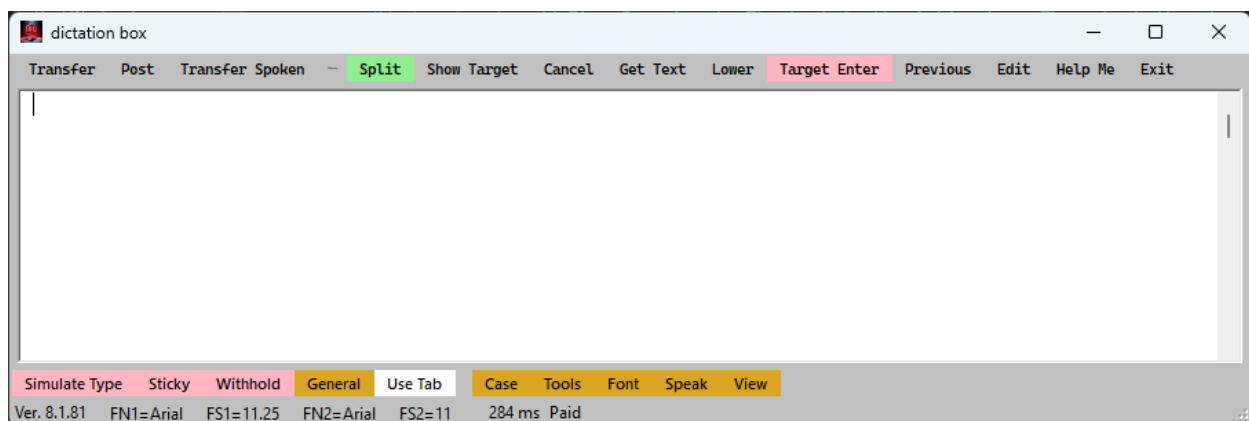 dictation box
Transfer Post Transfer Spoken — Split Show Target Cancel Get Text Lower Target Enter Previous Edit Help Me Exit
Simulate Type Sticky Withhold General Use Tab Case Tools Font Speak View
Ver. 8.1.81 FN1=Arial FS1=11.25 FN2=Arial FS2=11 284 ms Paid